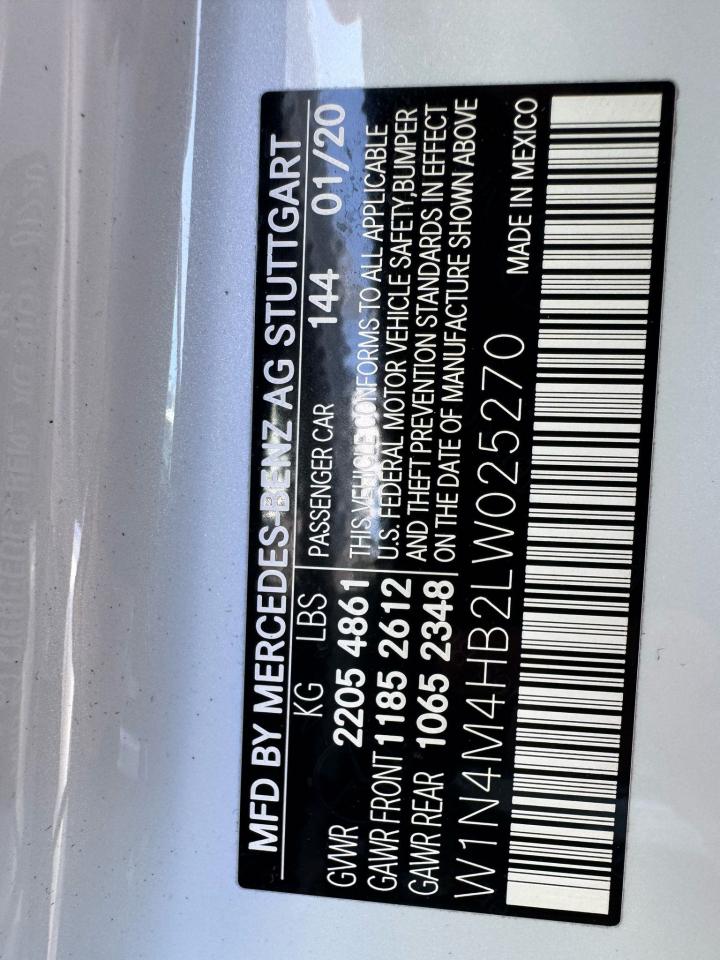 MFD BY MERCEDES-BENZ AG STUTTGART
KG LBS PASSENGER CAR 144 01/20
GVWR 2205 4861 THIS VEHICLE CONFORMS TO ALL APPLICABLE
GAWR FRONT 1185 2612 U.S. FEDERAL MOTOR VEHICLE SAFETY,BUMPER
GAWR REAR 1065 2348 AND THEFT PREVENTION STANDARDS IN EFFECT
ON THE DATE OF MANUFACTURE SHOWN ABOVE
W1N4M4HB2LW025270 MADE IN MEXICO